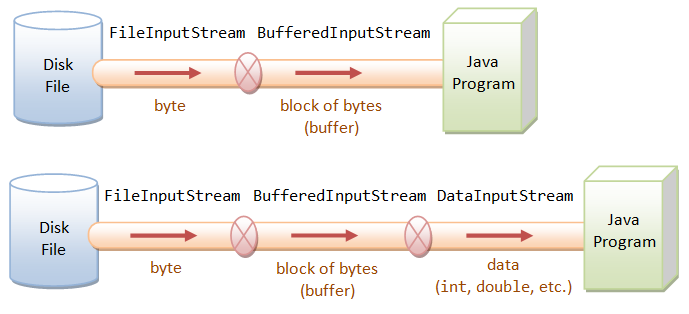 FileInputStream BufferedInputStream
Disk
File
Java
Program
byte
block of bytes
(buffer)
FileInputStream BufferedInputStream DataInputStream
Disk
File
Java
Program
byte
block of bytes
(buffer)
data
(int, double, etc.)